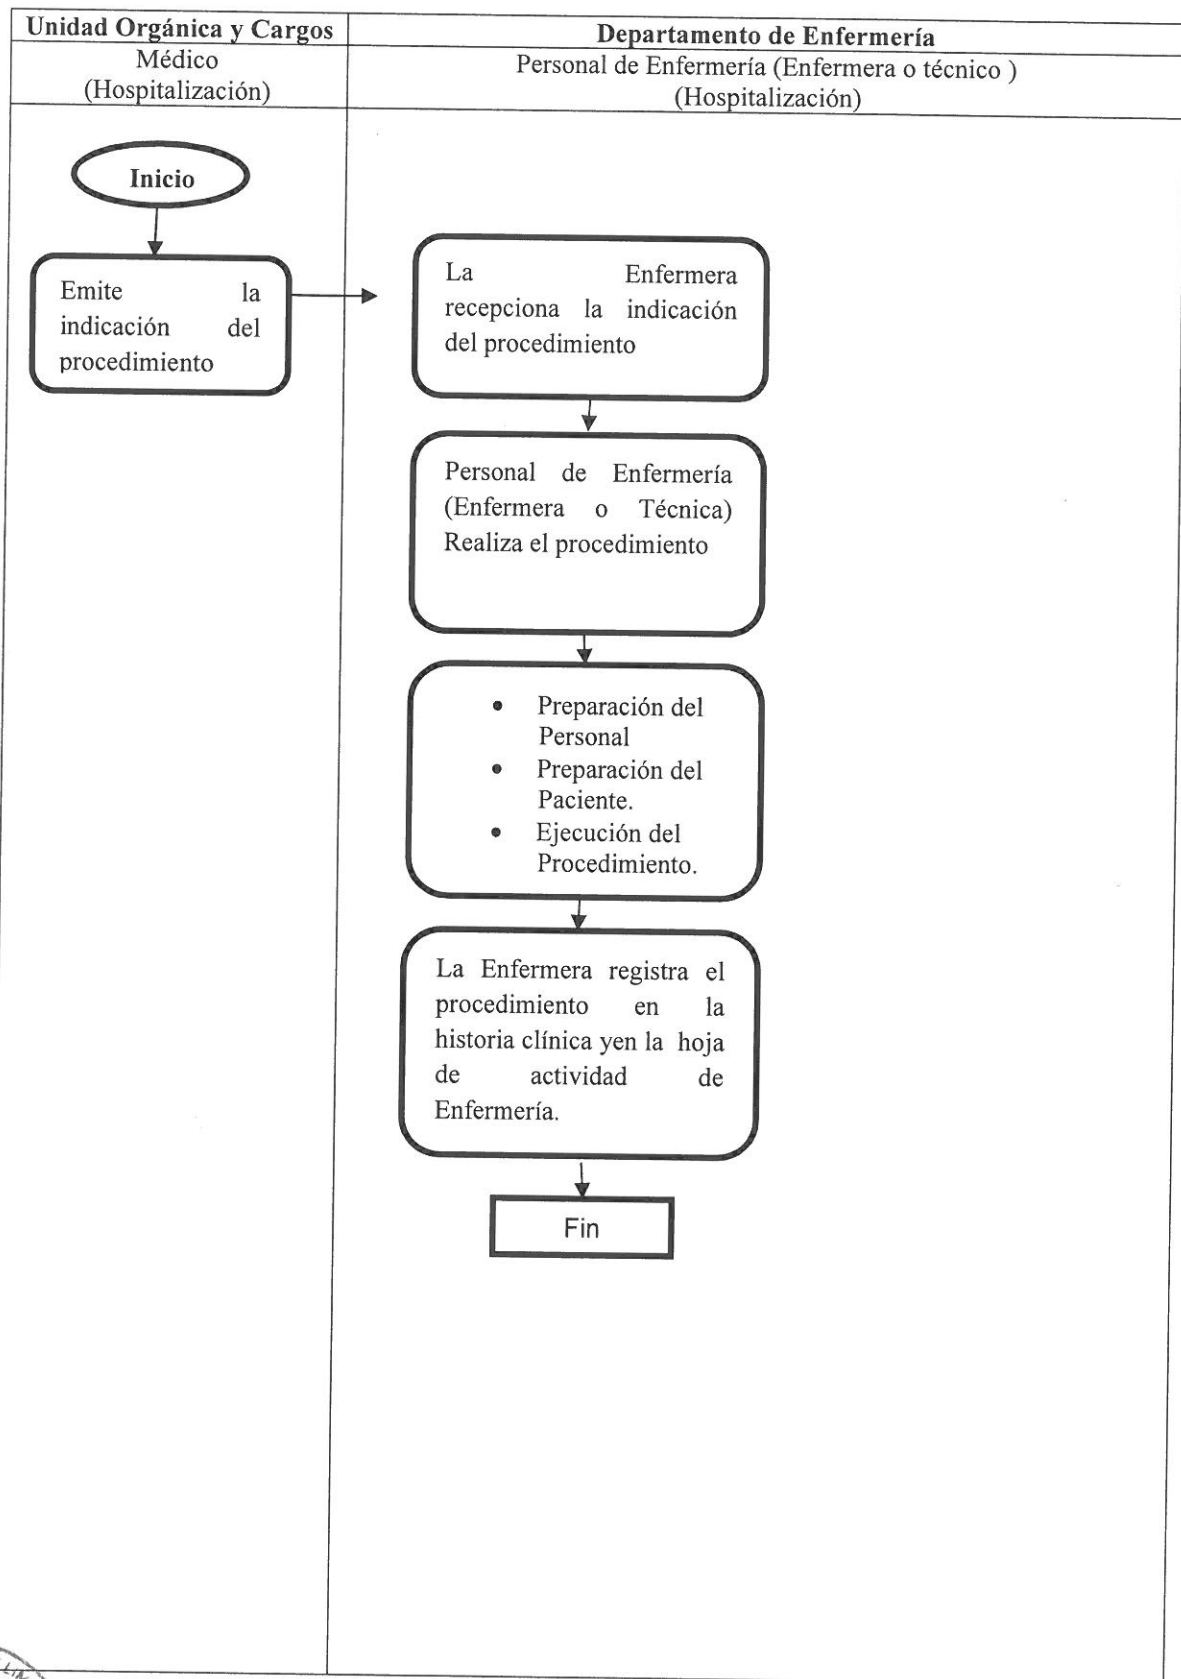 Unidad Orgánica y Cargos
Departamento de Enfermería
Médico
(Hospitalización)
Personal de Enfermería (Enfermera o técnico )
(Hospitalización)
Inicio
Emite la
indicación del
procedimiento
La Enfermera
recepciona la indicación
del procedimiento
Personal de Enfermería
(Enfermera o Técnica)
Realiza el procedimiento
• Preparación del
Personal
• Preparación del
Paciente.
• Ejecución del
Procedimiento.
La Enfermera registra el
procedimiento en la
historia clínica yen la hoja
de actividad de
Enfermería.
Fin